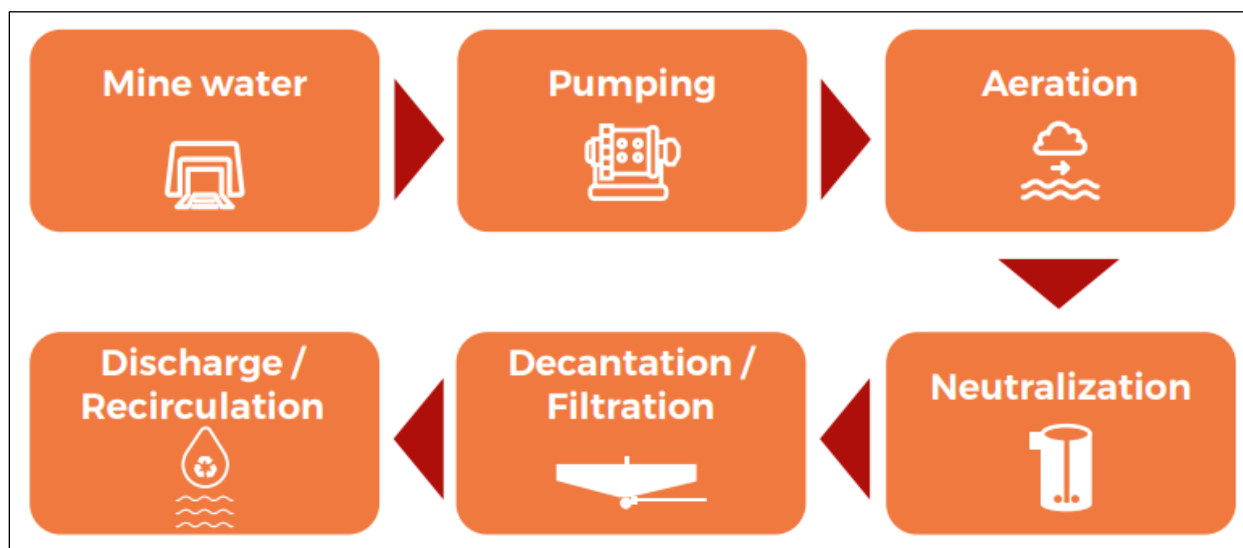 Mine water
Pumping
Aeration
Neutralization
Decantation /
Filtration
Discharge /
Recirculation